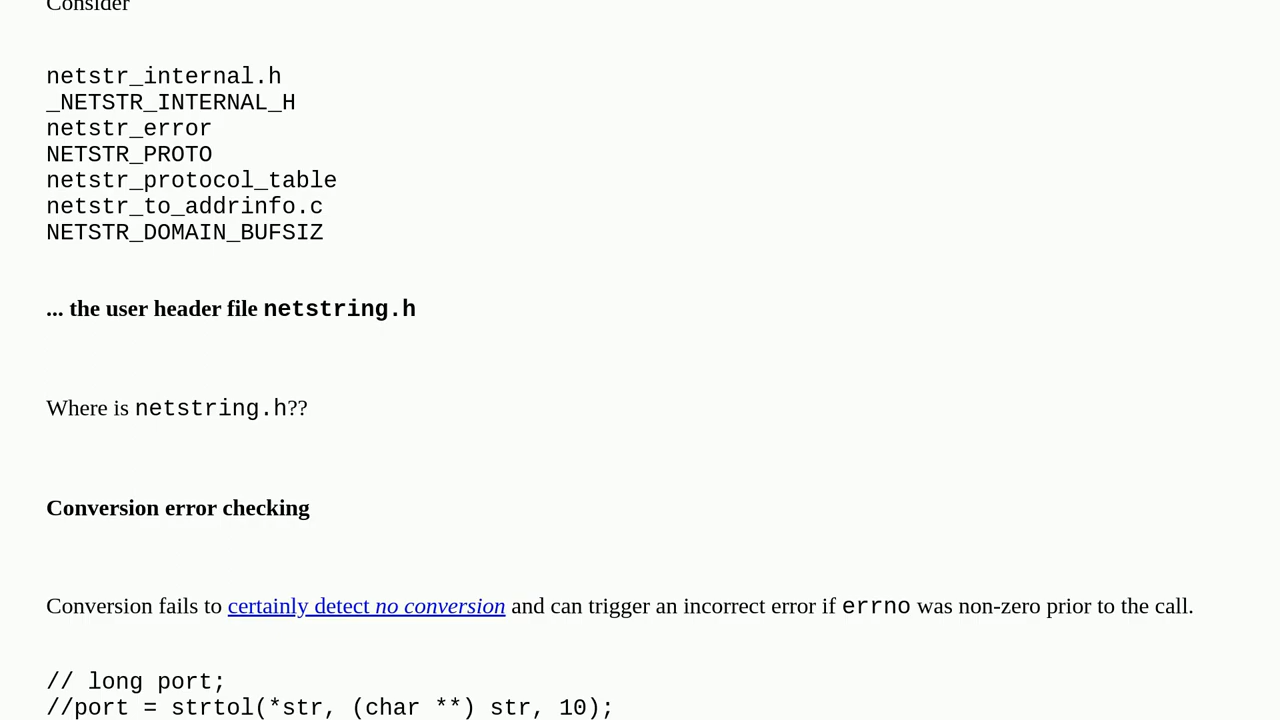 Consider
netstr_internal.h
_NETSTR_INTERNAL_H
netstr_error
NETSTR_PROTO
netstr_protocol_table
netstr_to_addrinfo.c
NETSTR_DOMAIN_BUFSIZ
... the user header file netstring.h
Where is netstring.h??
Conversion error checking
Conversion fails to certainly detect no conversion and can trigger an incorrect error if errno was non-zero prior to the call.
// long port;
//port = strtol(*str, (char **) str, 10);